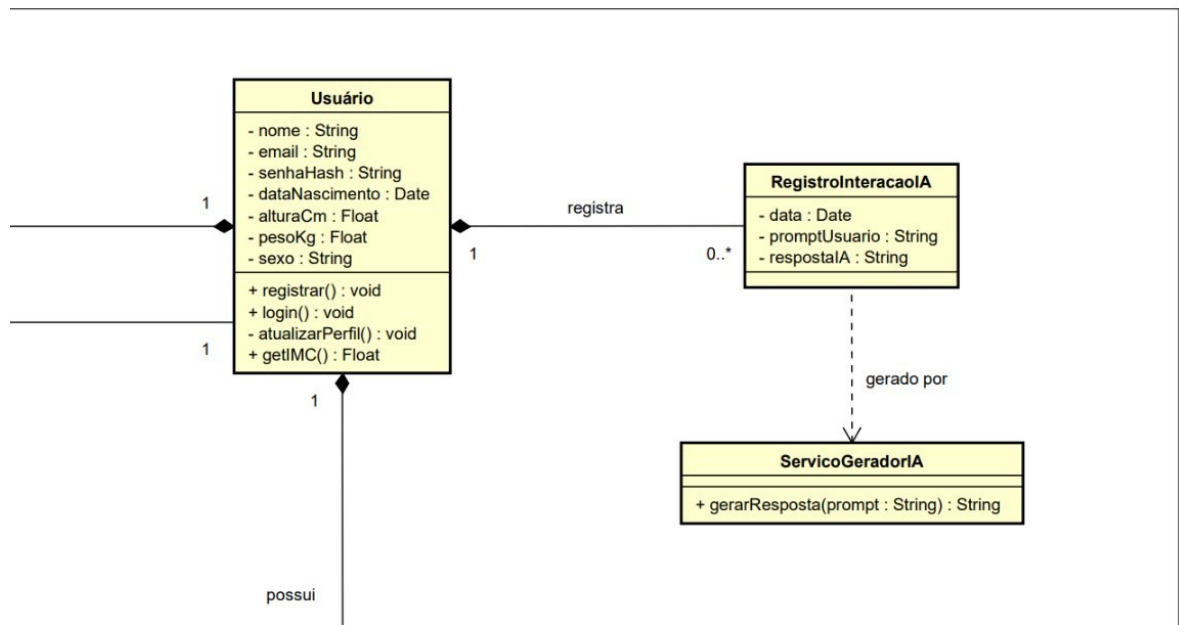 Usuário
- nome : String
- email : String
- senhaHash : String
- dataNascimento : Date
- alturaCm : Float
- pesoKg : Float
- sexo : String
+ registrar() : void
+ login() : void
- atualizarPerfil() : void
+ getIMC() : Float
1
1
1
1
registra
0..*
RegistroInteracaoIA
- data : Date
- promptUsuario : String
- respostaIA : String
gerado por
ServicoGeradorIA
+ gerarResposta(prompt : String) : String
possui